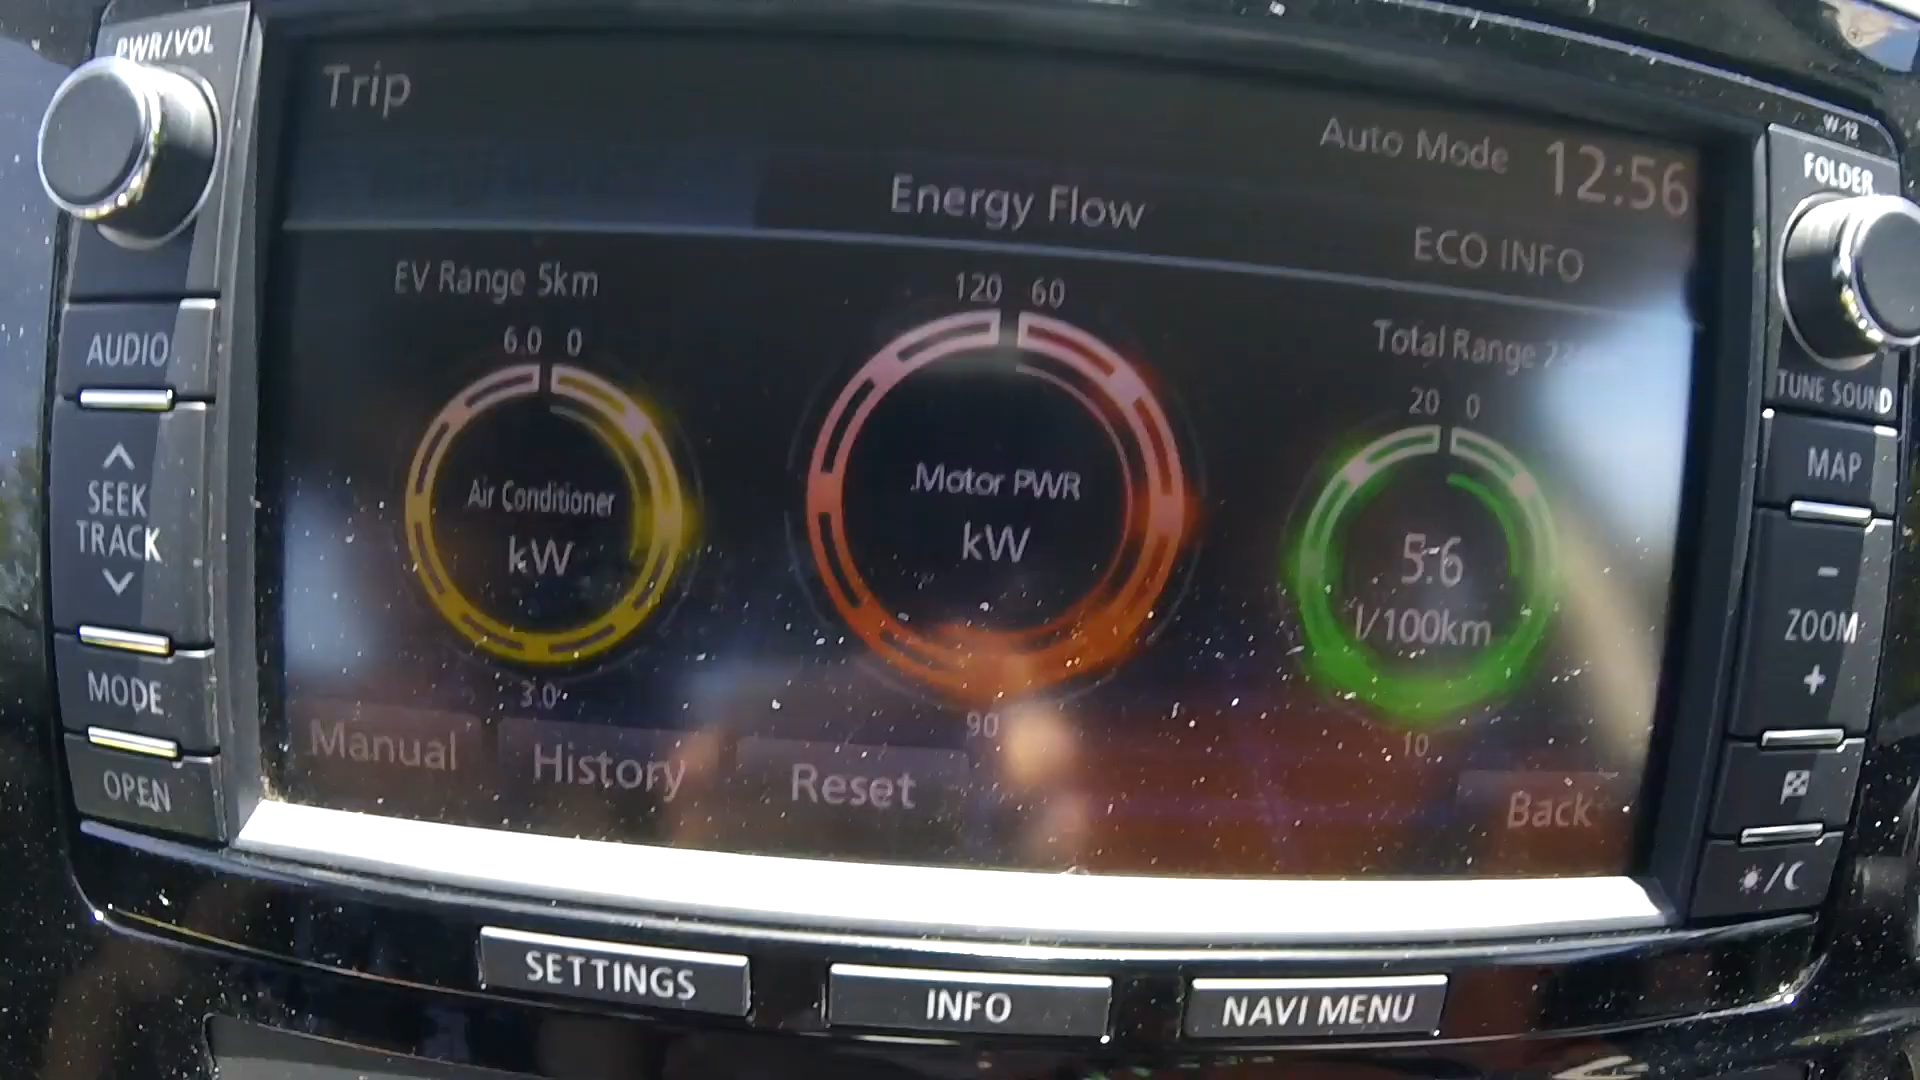 PWR/VOL
Trip
Auto Mode 12:56
W-12
FOLDER
Energy Flow
ECO INFO
EV Range 5km
120 60
6.0 0
Total Range
AUDIO
TUNE SOUND
20 0
MAP
SEEK
TRACK
Air Conditioner
kW
Motor PWR
kW
5.6
l/100km
-
ZOOM
+
MODE
3.0
90
10
Manual
History
Reset
Back
OPEN
SETTINGS
INFO
NAVI MENU